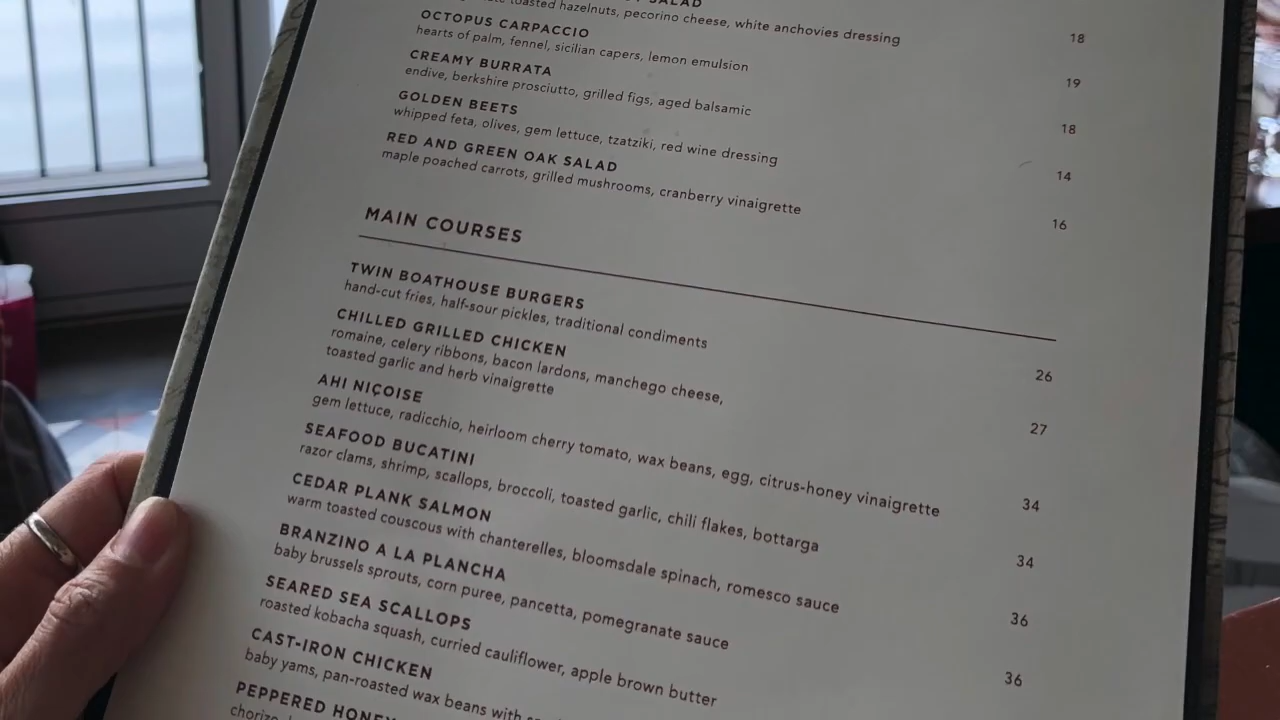 SALAD
toasted hazelnuts, pecorino cheese, white anchovies dressing 18
OCTOPUS CARPACCIO
hearts of palm, fennel, sicilian capers, lemon emulsion 19
CREAMY BURRATA
endive, berkshire prosciutto, grilled figs, aged balsamic 18
GOLDEN BEETS
whipped feta, olives, gem lettuce, tzatziki, red wine dressing 14
RED AND GREEN OAK SALAD
maple poached carrots, grilled mushrooms, cranberry vinaigrette 16
MAIN COURSES
TWIN BOATHOUSE BURGERS
hand-cut fries, half-sour pickles, traditional condiments 26
CHILLED GRILLED CHICKEN
romaine, celery ribbons, bacon lardons, manchego cheese, 27
toasted garlic and herb vinaigrette
AHI NIÇOISE
gem lettuce, radicchio, heirloom cherry tomato, wax beans, egg, citrus-honey vinaigrette 34
SEAFOOD BUCATINI
razor clams, shrimp, scallops, broccoli, toasted garlic, chili flakes, bottarga 34
CEDAR PLANK SALMON
warm toasted couscous with chanterelles, bloomsdale spinach, romesco sauce 36
BRANZINO A LA PLANCHA
baby brussels sprouts, corn puree, pancetta, pomegranate sauce 36
SEARED SEA SCALLOPS
roasted kobacha squash, curried cauliflower, apple brown butter
CAST-IRON CHICKEN
baby yams, pan-roasted wax beans with
PEPPERED HONEY